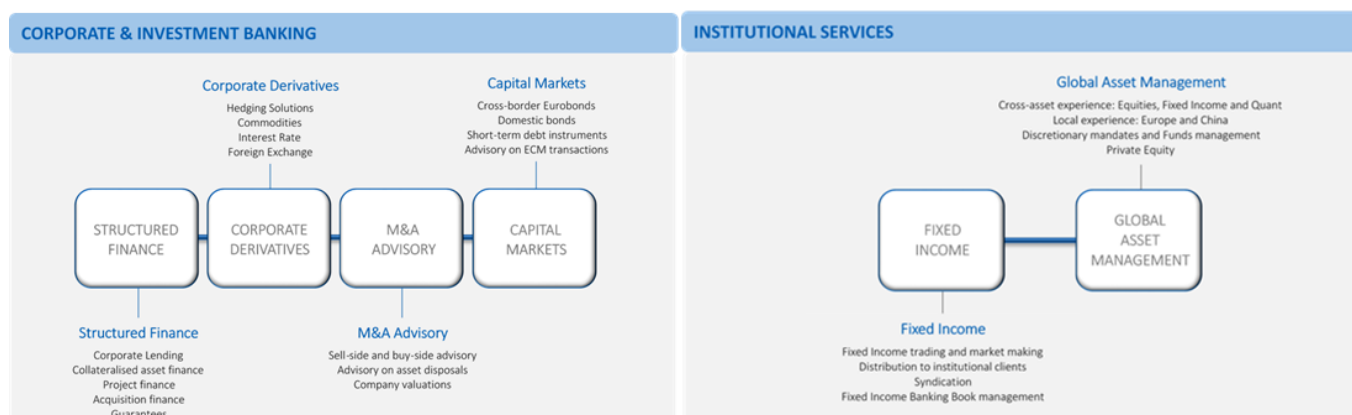 CORPORATE & INVESTMENT BANKING
Corporate Derivatives
Hedging Solutions
Commodities
Interest Rate
Foreign Exchange
Capital Markets
Cross-border Eurobonds
Domestic bonds
Short-term debt instruments
Advisory on ECM transactions
STRUCTURED
FINANCE
CORPORATE
DERIVATIVES
M&A
ADVISORY
CAPITAL
MARKETS
Structured Finance
Corporate Lending
Collateralised asset finance
Project finance
Acquisition finance
Guarantees
M&A Advisory
Sell-side and buy-side advisory
Advisory on asset disposals
Company valuations
INSTITUTIONAL SERVICES
Global Asset Management
Cross-asset experience: Equities, Fixed Income and Quant
Local experience: Europe and China
Discretionary mandates and Funds management
Private Equity
FIXED
INCOME
GLOBAL
ASSET
MANAGEMENT
Fixed Income
Fixed Income trading and market making
Distribution to institutional clients
Syndication
Fixed Income Banking Book management